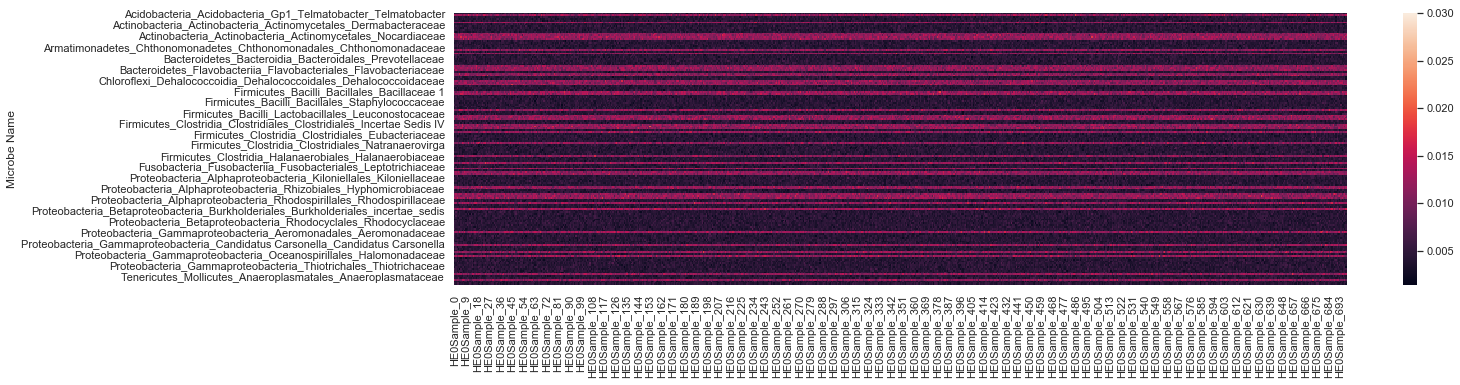 Microbe Name
Acidobacteria_Acidobacteria_Gp1_Telmatobacter_Telmatobacter
Actinobacteria_Actinobacteria_Actinomycetales_Dermabacteraceae
Actinobacteria_Actinobacteria_Actinomycetales_Nocardiaceae
Armatimonadetes_Chthonomonadetes_Chthonomonadales_Chthonomonadaceae
Bacteroidetes_Bacteroidia_Bacteroidales_Prevotellaceae
Bacteroidetes_Flavobacteriia_Flavobacteriales_Flavobacteriaceae
Chloroflexi_Dehalococcoidia_Dehalococcoidales_Dehalococcoidaceae
Firmicutes_Bacilli_Bacillales_Bacillaceae 1
Firmicutes_Bacilli_Bacillales_Staphylococcaceae
Firmicutes_Bacilli_Lactobacillales_Leuconostocaceae
Firmicutes_Clostridia_Clostridiales_Clostridiales_Incertae Sedis IV
Firmicutes_Clostridia_Clostridiales_Eubacteriaceae
Firmicutes_Clostridia_Clostridiales_Natranaerovirga
Firmicutes_Clostridia_Halanaerobiales_Halanaerobiaceae
Fusobacteria_Fusobacteriia_Fusobacteriales_Leptotrichiaceae
Proteobacteria_Alphaproteobacteria_Kiloniellales_Kiloniellaceae
Proteobacteria_Alphaproteobacteria_Rhizobiales_Hyphomicrobiaceae
Proteobacteria_Alphaproteobacteria_Rhodospirillales_Rhodospirillaceae
Proteobacteria_Betaproteobacteria_Burkholderiales_Burkholderiales_incertae_sedis
Proteobacteria_Betaproteobacteria_Rhodocyclales_Rhodocyclaceae
Proteobacteria_Gammaproteobacteria_Aeromonadales_Aeromonadaceae
Proteobacteria_Gammaproteobacteria_Candidatus Carsonella_Candidatus Carsonella
Proteobacteria_Gammaproteobacteria_Oceanospirillales_Halomonadaceae
Proteobacteria_Gammaproteobacteria_Thiotrichales_Thiotrichaceae
Tenericutes_Mollicutes_Anaeroplasmatales_Anaeroplasmataceae
HE0Sample_0
HE0Sample_9
HE0Sample_18
HE0Sample_27
HE0Sample_36
HE0Sample_45
HE0Sample_54
HE0Sample_63
HE0Sample_72
HE0Sample_81
HE0Sample_90
HE0Sample_99
HE0Sample_108
HE0Sample_117
HE0Sample_126
HE0Sample_135
HE0Sample_144
HE0Sample_153
HE0Sample_162
HE0Sample_171
HE0Sample_180
HE0Sample_189
HE0Sample_198
HE0Sample_207
HE0Sample_216
HE0Sample_225
HE0Sample_234
HE0Sample_243
HE0Sample_252
HE0Sample_261
HE0Sample_270
HE0Sample_279
HE0Sample_288
HE0Sample_297
HE0Sample_306
HE0Sample_315
HE0Sample_324
HE0Sample_333
HE0Sample_342
HE0Sample_351
HE0Sample_360
HE0Sample_369
HE0Sample_378
HE0Sample_387
HE0Sample_396
HE0Sample_405
HE0Sample_414
HE0Sample_423
HE0Sample_432
HE0Sample_441
HE0Sample_450
HE0Sample_459
HE0Sample_468
HE0Sample_477
HE0Sample_486
HE0Sample_495
HE0Sample_504
HE0Sample_513
HE0Sample_522
HE0Sample_531
HE0Sample_540
HE0Sample_549
HE0Sample_558
HE0Sample_567
HE0Sample_576
HE0Sample_585
HE0Sample_594
HE0Sample_603
HE0Sample_612
HE0Sample_621
HE0Sample_630
HE0Sample_639
HE0Sample_648
HE0Sample_657
HE0Sample_666
HE0Sample_675
HE0Sample_684
HE0Sample_693
0.030
0.025
0.020
0.015
0.010
0.005